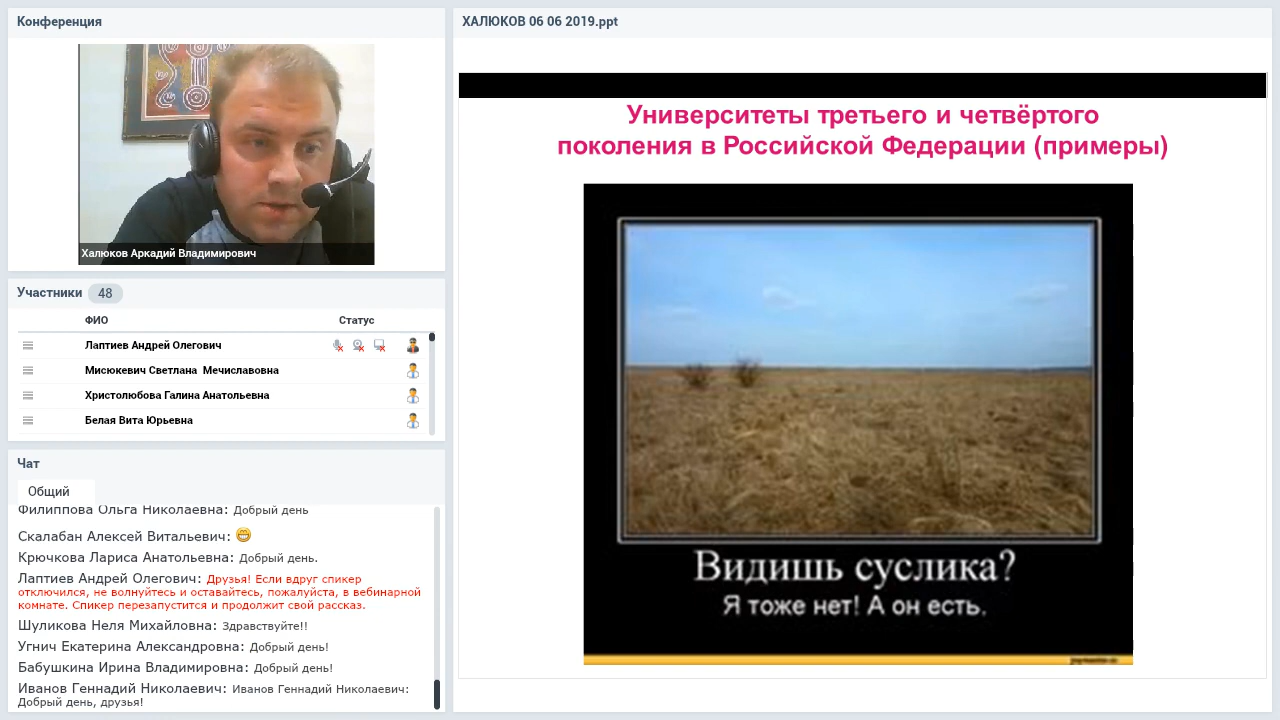 Конференция
Халюков Аркадий Владимирович
Участники 48
ФИО Статус
Лаптиев Андрей Олегович
Мисюкевич Светлана Мечиславовна
Христолюбова Галина Анатольевна
Белая Вита Юрьевна
Чат
Общий
Филиппова Ольга Николаевна: Добрый день
Скалабан Алексей Витальевич:
Крючкова Лариса Анатольевна: Добрый день.
Лаптиев Андрей Олегович: Друзья! Если вдруг спикер
отключился, не волнуйтесь и оставайтесь, пожалуйста, в вебинарной
комнате. Спикер перезапустится и продолжит свой рассказ.
Шуликова Неля Михайловна: Здравствуйте!!
Угнич Екатерина Александровна: Добрый день!
Бабушкина Ирина Владимировна: Добрый день!
Иванов Геннадий Николаевич: Иванов Геннадий Николаевич:
Добрый день, друзья!
ХАЛЮКОВ 06 06 2019.ppt
Университеты третьего и четвёртого
поколения в Российской Федерации (примеры)
Видишь суслика?
Я тоже нет! А он есть.